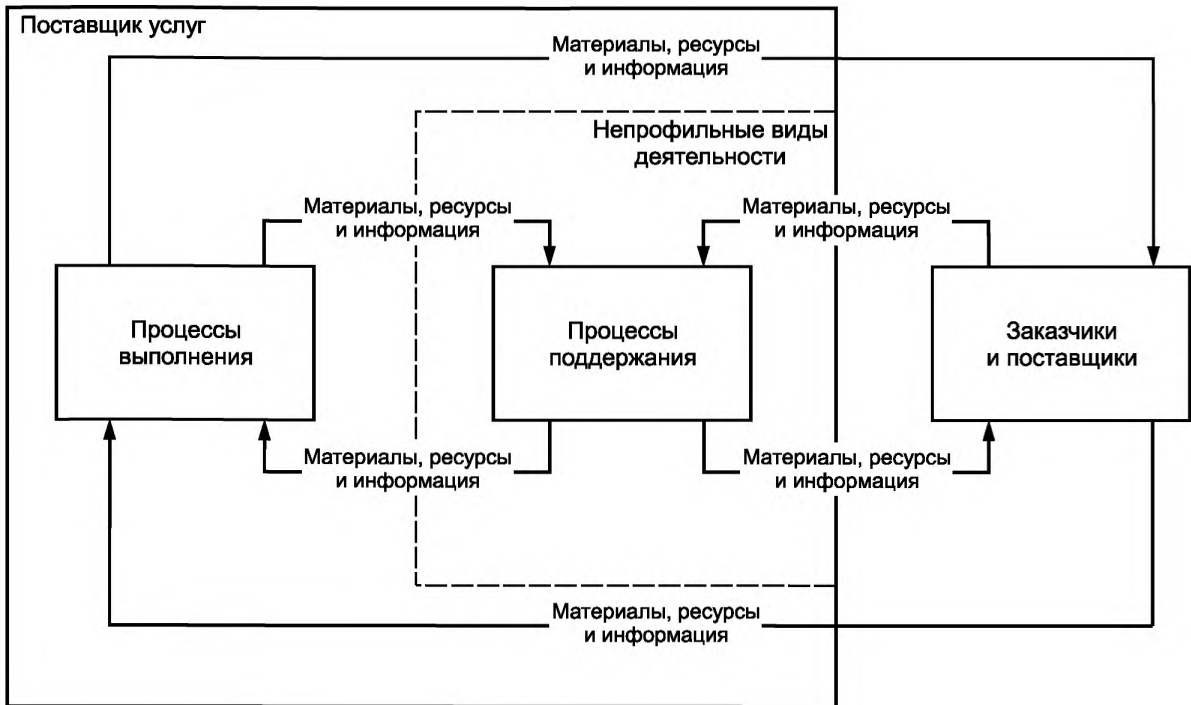 Поставщик услуг
Материалы, ресурсы
и информация
Непрофильные виды
деятельности
Материалы, ресурсы
и информация
Материалы, ресурсы
и информация
Процессы
выполнения
Процессы
поддержания
Заказчики
и поставщики
Материалы, ресурсы
и информация
Материалы, ресурсы
и информация
Материалы, ресурсы
и информация